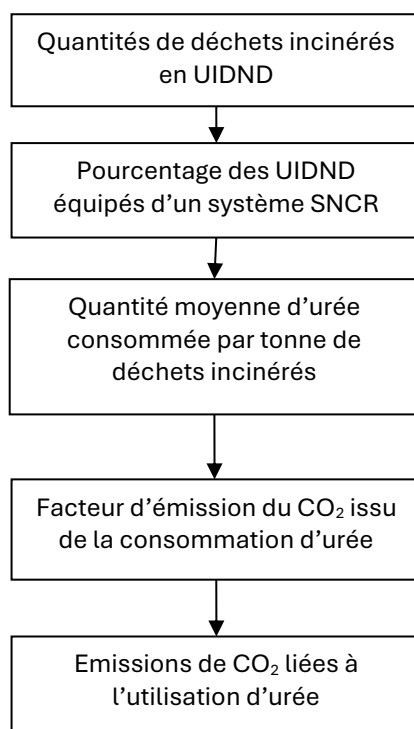 Quantités de déchets incinérés
en UIDND
Pourcentage des UIDND
équipés d’un système SNCR
Quantité moyenne d’urée
consommée par tonne de
déchets incinérés
Facteur d’émission du CO₂ issu
de la consommation d’urée
Emissions de CO₂ liées à
l’utilisation d’urée